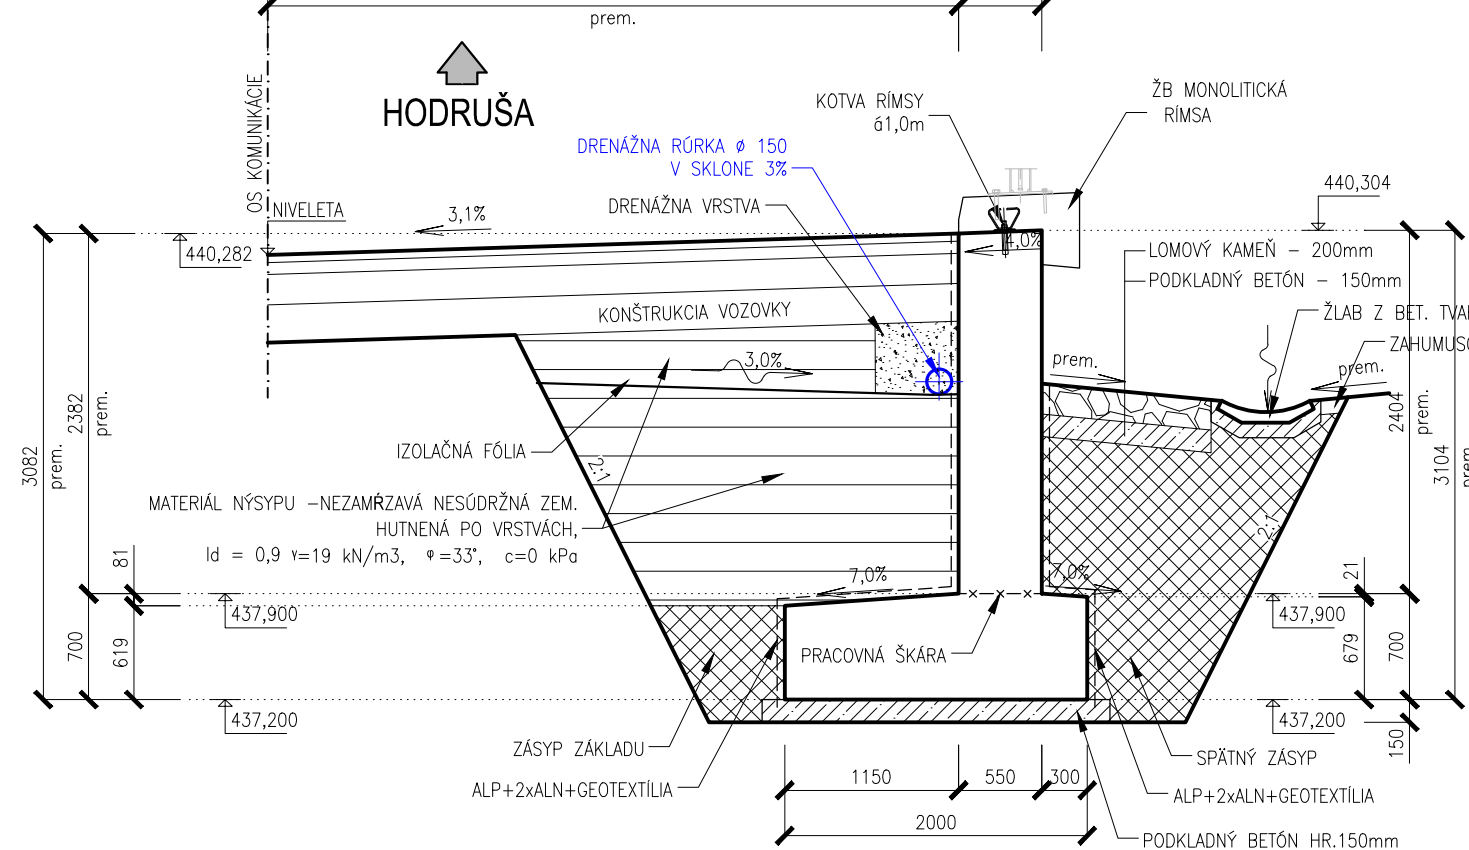 prem.
HODRUŠA
OS KOMUNIKÁCIE
NIVELETA
3,1%
440,282
DRENÁŽNA RÚRKA ø 150
V SKLONE 3%
DRENÁŽNA VRSTVA
KOTVA RÍMSY
á1,0m
ŽB MONOLITICKÁ
RÍMSA
440,304
4,0%
LOMOVÝ KAMEŇ – 200mm
PODKLADNÝ BETÓN – 150mm
ŽLAB Z BET.
KONŠTRUKCIA VOZOVKY
3,0%
prem.
prem.
IZOLAČNÁ FÓLIA
2:1
2:1
MATERIÁL NÝSYPU –NEZAMŔZAVÁ NESÚDRŽNÁ ZEM.
HUTNENÁ PO VRSTVÁCH,
Id = 0,9 γ=19 kN/m3, φ=33°, c=0 kPa
7,0%
7,0%
437,900
437,900
PRACOVNÁ ŠKÁRA
437,200
437,200
ZÁSYP ZÁKLADU
ALP+2xALN+GEOTEXTÍLIA
SPÄTNÝ ZÁSYP
ALP+2xALN+GEOTEXTÍLIA
PODKLADNÝ BETÓN HR.150mm
3082
prem.
2382
prem.
81
700
619
2404
prem.
3104
prem.
21
679
700
150
1150
550
300
2000